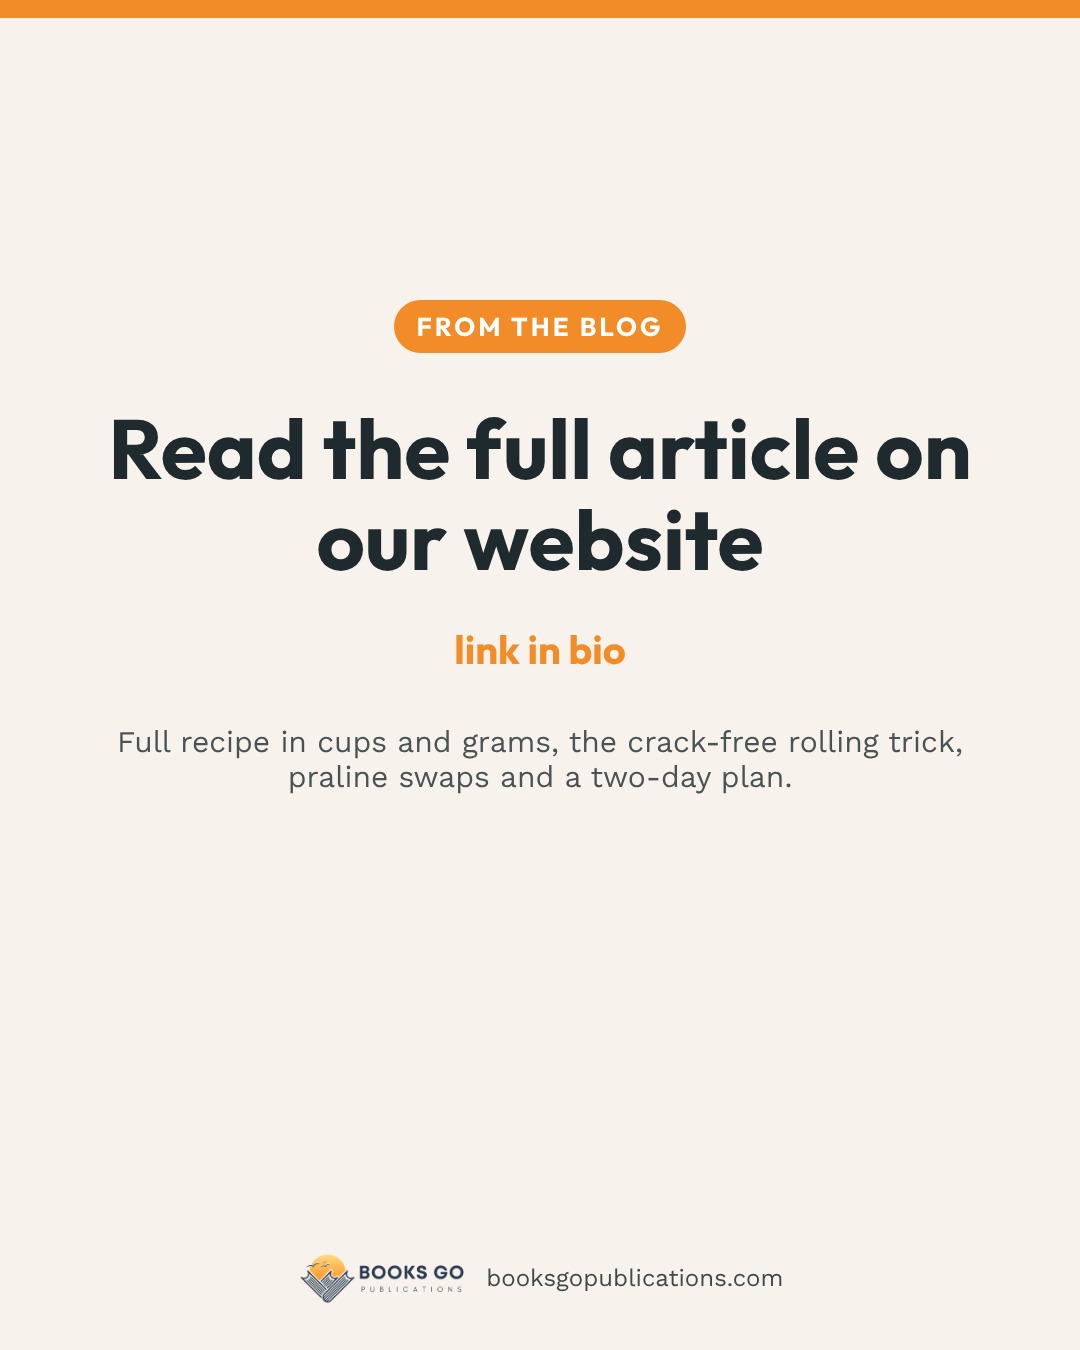 FROM THE BLOG
Read the full article on
our website
link in bio
Full recipe in cups and grams, the crack-free rolling trick,
praline swaps and a two-day plan.
BOOKS GO
PUBLICATIONS
booksgopublications.com